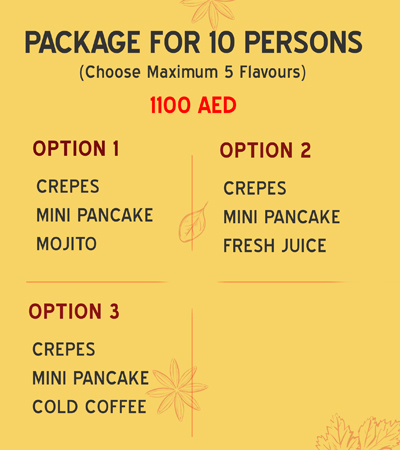 PACKAGE FOR 10 PERSONS
(Choose Maximum 5 Flavours)
1100 AED
OPTION 1
CREPES
MINI PANCAKE
MOJITO
OPTION 2
CREPES
MINI PANCAKE
FRESH JUICE
OPTION 3
CREPES
MINI PANCAKE
COLD COFFEE